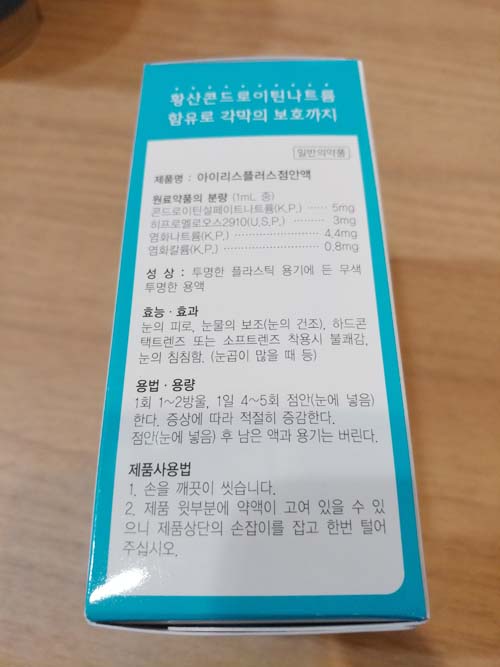 황산콘드로이틴나트륨
함유로 각막의 보호까지
일반의약품
제품명 : 아이리스플러스점안액
원료약품의 분량 (1mL 중)
콘드로이틴설페이트나트륨(K.P.) ······ 5mg
히프로멜로오스2910(U.S.P.) ·········· 3mg
염화나트륨(K.P.) ························ 4.4mg
염화칼륨(K.P.) ·························· 0.8mg
성 상 : 투명한 플라스틱 용기에 든 무색
투명한 용액
효능 · 효과
눈의 피로, 눈물의 보조(눈의 건조), 하드콘
택트렌즈 또는 소프트렌즈 착용시 불쾌감,
눈의 침침함. (눈곱이 많을 때 등)
용법 · 용량
1회 1~2방울, 1일 4~5회 점안(눈에 넣음)
한다. 증상에 따라 적절히 증감한다.
점안(눈에 넣음) 후 남은 액과 용기는 버린다.
제품사용법
1. 손을 깨끗이 씻습니다.
2. 제품 윗부분에 약액이 고여 있을 수 있
으니 제품상단의 손잡이를 잡고 한번 털어
주십시오.